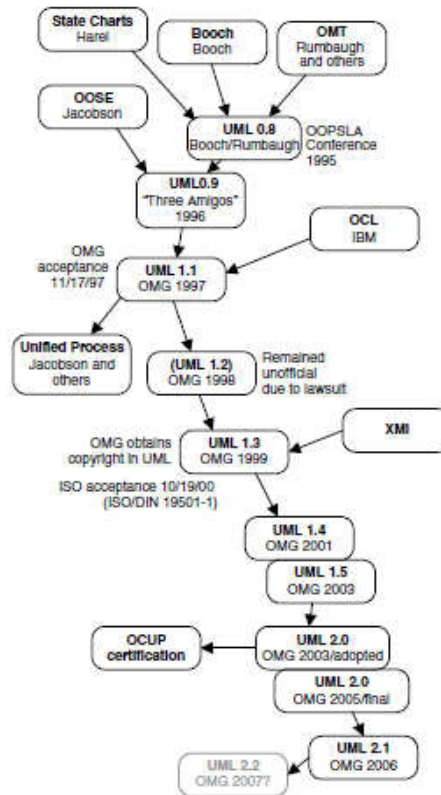 State Charts
Harel
Booch
Booch
OMT
Rumbaugh
and others
OOSE
Jacobson
UML 0.8
Booch/Rumbaugh
OOPSLA
Conference
1995
UML0.9
"Three Amigos"
1996
OCL
IBM
OMG
acceptance
11/17/97
UML 1.1
OMG 1997
Unified Process
Jacobson and
others
(UML 1.2)
OMG 1998
Remained
unofficial
due to lawsuit
OMG obtains
copyright in UML
UML 1.3
OMG 1999
XMI
ISO acceptance 10/19/00
(ISO/DIN 19501-1)
UML 1.4
OMG 2001
UML 1.5
OMG 2003
OCUP
certification
UML 2.0
OMG 2003/adopted
UML 2.0
OMG 2005/final
UML 2.1
OMG 2006
UML 2.2
OMG 2007?